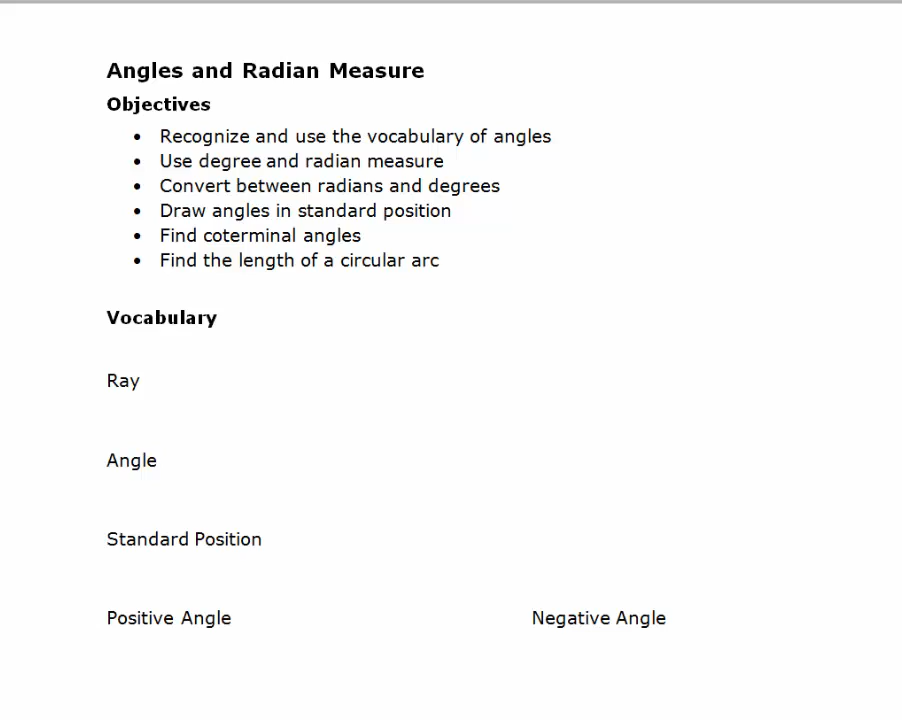 Angles and Radian Measure
Objectives
• Recognize and use the vocabulary of angles
• Use degree and radian measure
• Convert between radians and degrees
• Draw angles in standard position
• Find coterminal angles
• Find the length of a circular arc
Vocabulary
Ray
Angle
Standard Position
Positive Angle Negative Angle